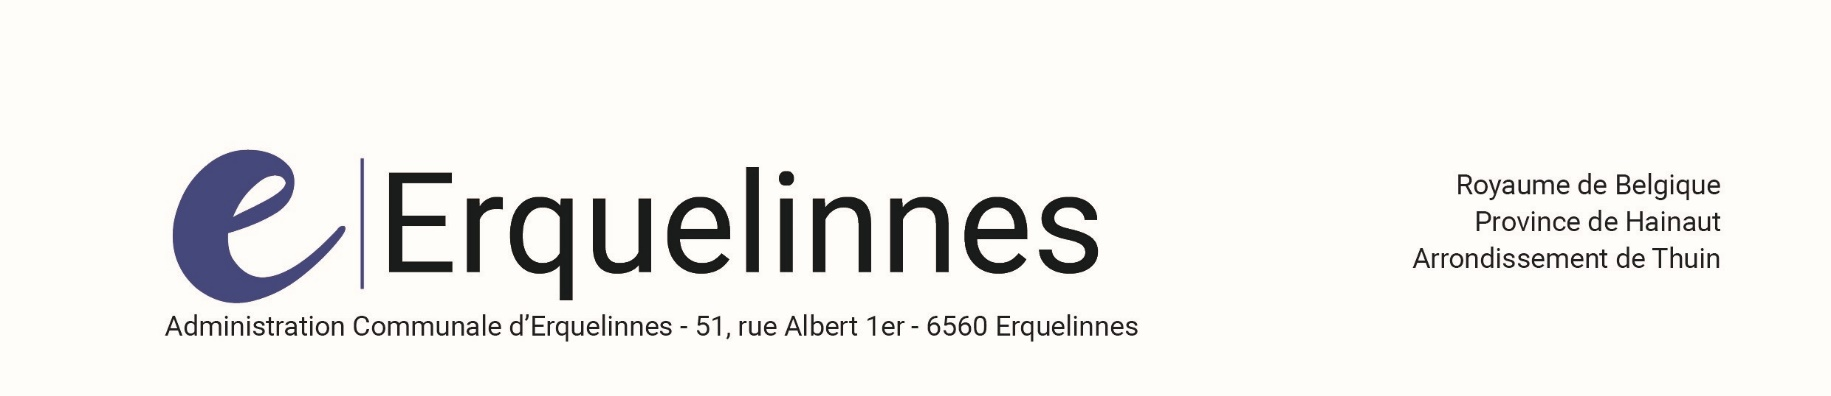 e Erquelinnes
Administration Communale d’Erquelinnes - 51, rue Albert 1er - 6560 Erquelinnes
Royaume de Belgique
Province de Hainaut
Arrondissement de Thuin